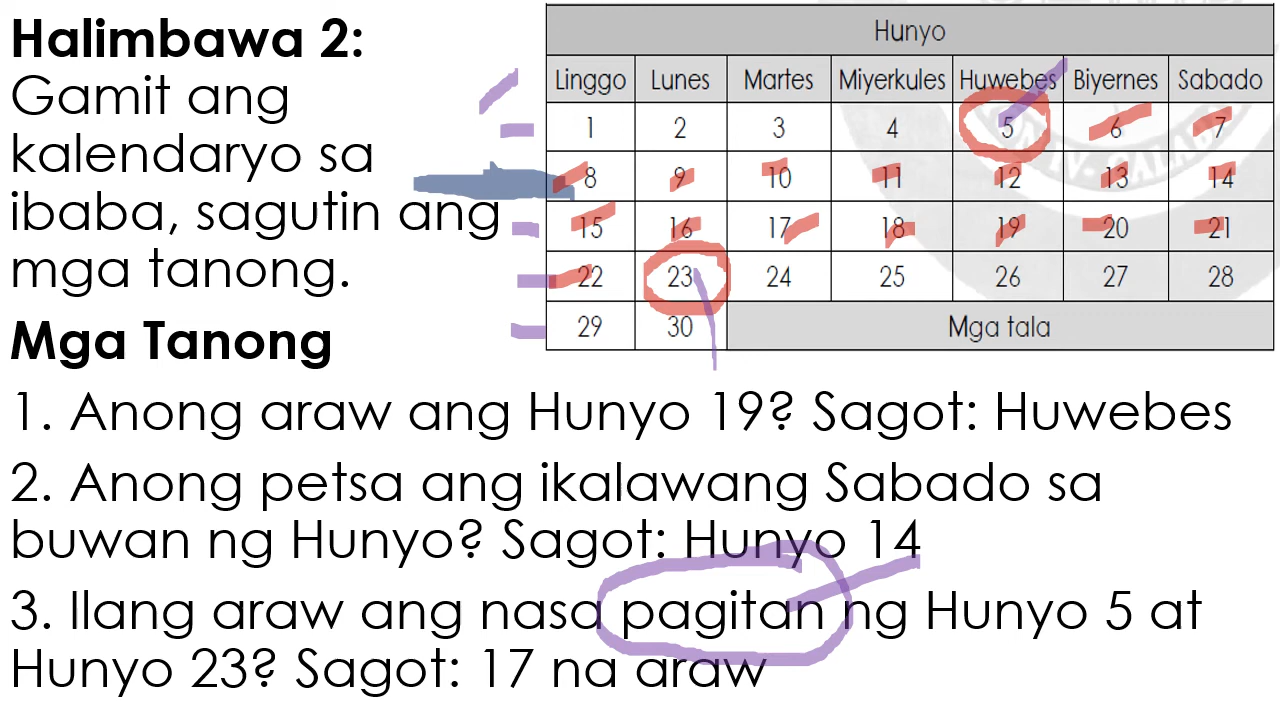 Halimbawa 2:
Gamit ang
kalendaryo sa
ibaba, sagutin ang
mga tanong.
Hunyo
Linggo Lunes Martes Miyerkules Huwebes Biyernes Sabado
1 2 3 4 5 6 7
8 9 10 11 12 13 14
15 16 17 18 19 20 21
22 23 24 25 26 27 28
29 30 Mga tala
Mga Tanong
1. Anong araw ang Hunyo 19? Sagot: Huwebes
2. Anong petsa ang ikalawang Sabado sa
buwan ng Hunyo? Sagot: Hunyo 14
3. Ilang araw ang nasa pagitan ng Hunyo 5 at
Hunyo 23? Sagot: 17 na araw